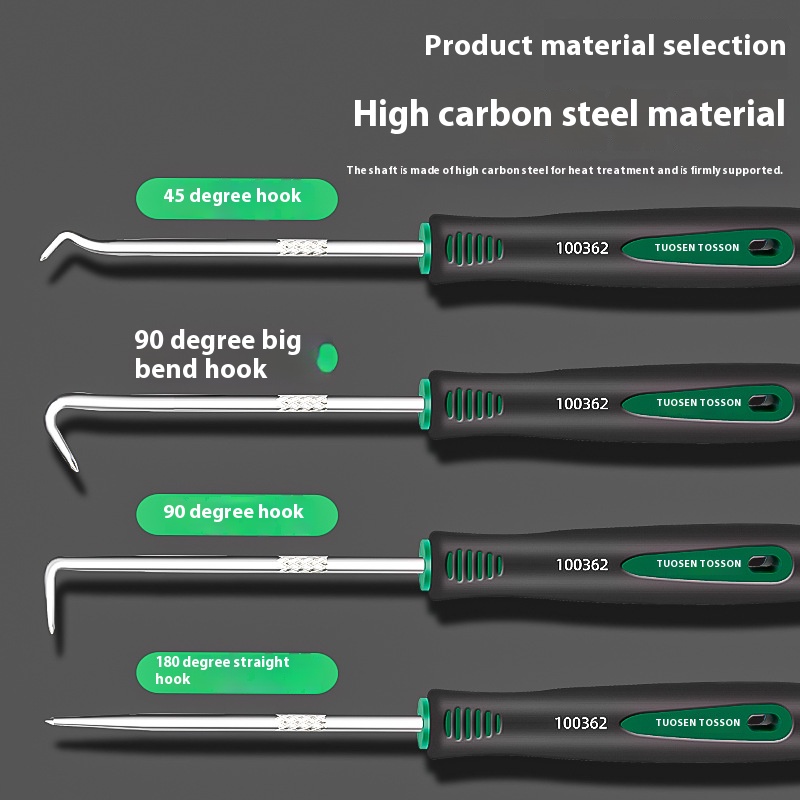 Product material selection
High carbon steel material
The shaft is made of high carbon steel for heat treatment and is firmly supported.
45 degree hook
100362
TUOSEN TOSSON
90 degree big
bend hook
100362
TUOSEN TOSSON
90 degree hook
100362
TUOSEN TOSSON
180 degree straight
hook
100362
TUOSEN TOSSON